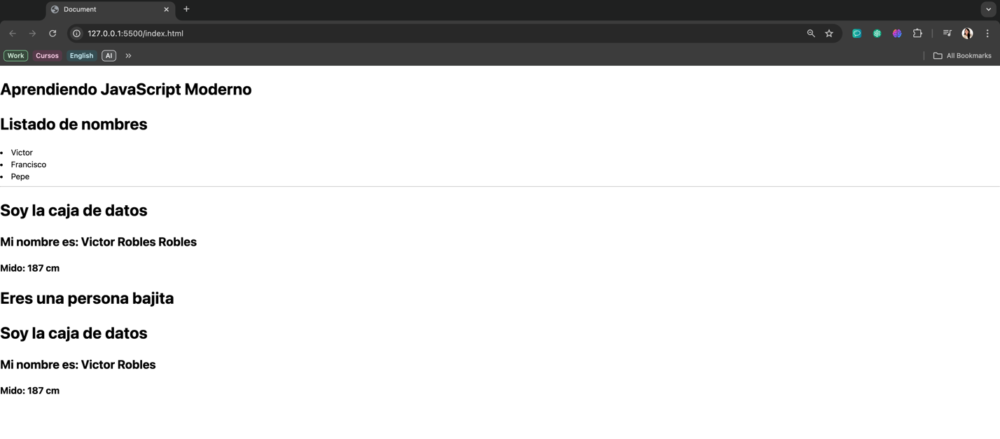 Document
127.0.0.1:5500/index.html
Work Cursos English AI All Bookmarks
Aprendiendo JavaScript Moderno
Listado de nombres
Victor
Francisco
Pepe
Soy la caja de datos
Mi nombre es: Victor Robles Robles
Mido: 187 cm
Eres una persona bajita
Soy la caja de datos
Mi nombre es: Victor Robles
Mido: 187 cm